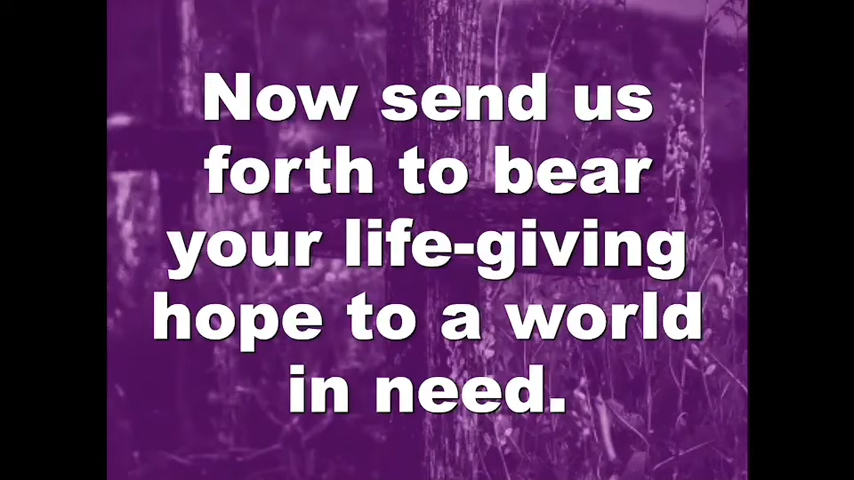 Now send us
forth to bear
your life-giving
hope to a world
in need.